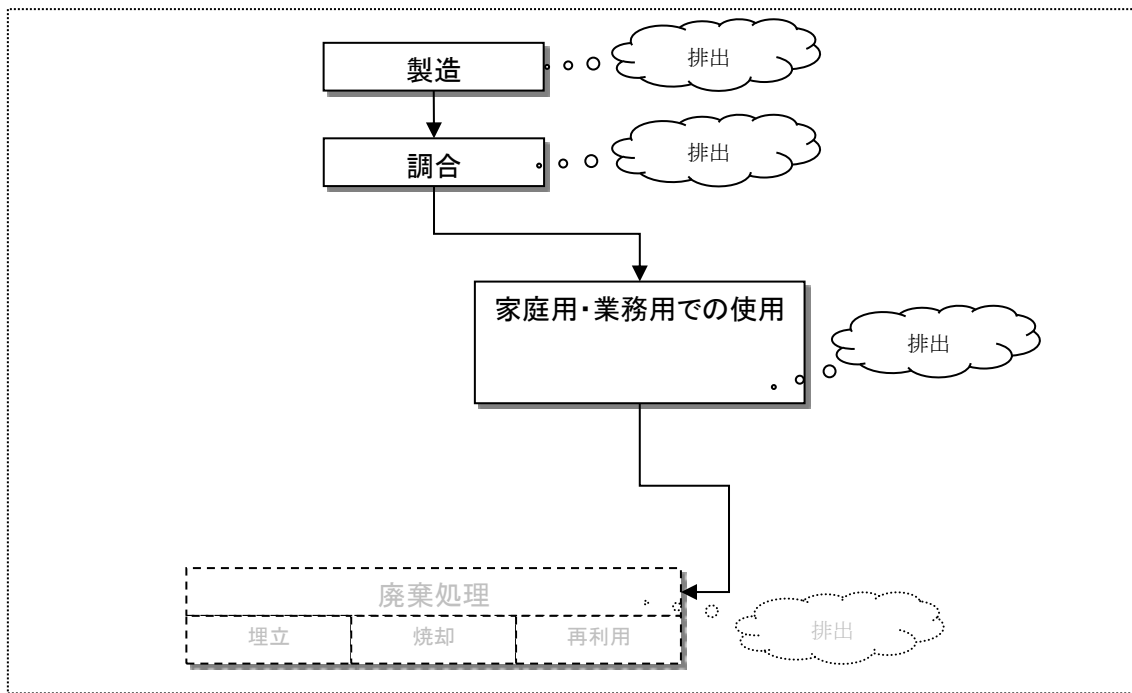 製造
排出
調合
排出
家庭用・業務用での使用
排出
廃棄処理
埋立
焼却
再利用
排出